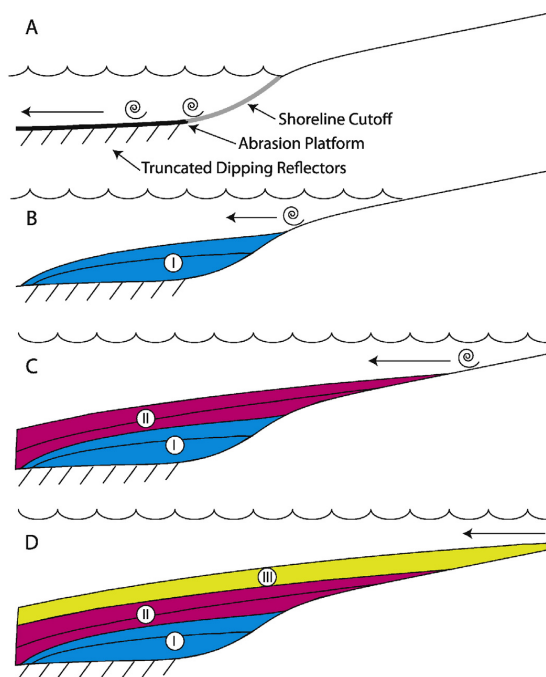 A
Shoreline Cutoff
Abrasion Platform
Truncated Dipping Reflectors
B
I
C
II
I
D
III
II
I